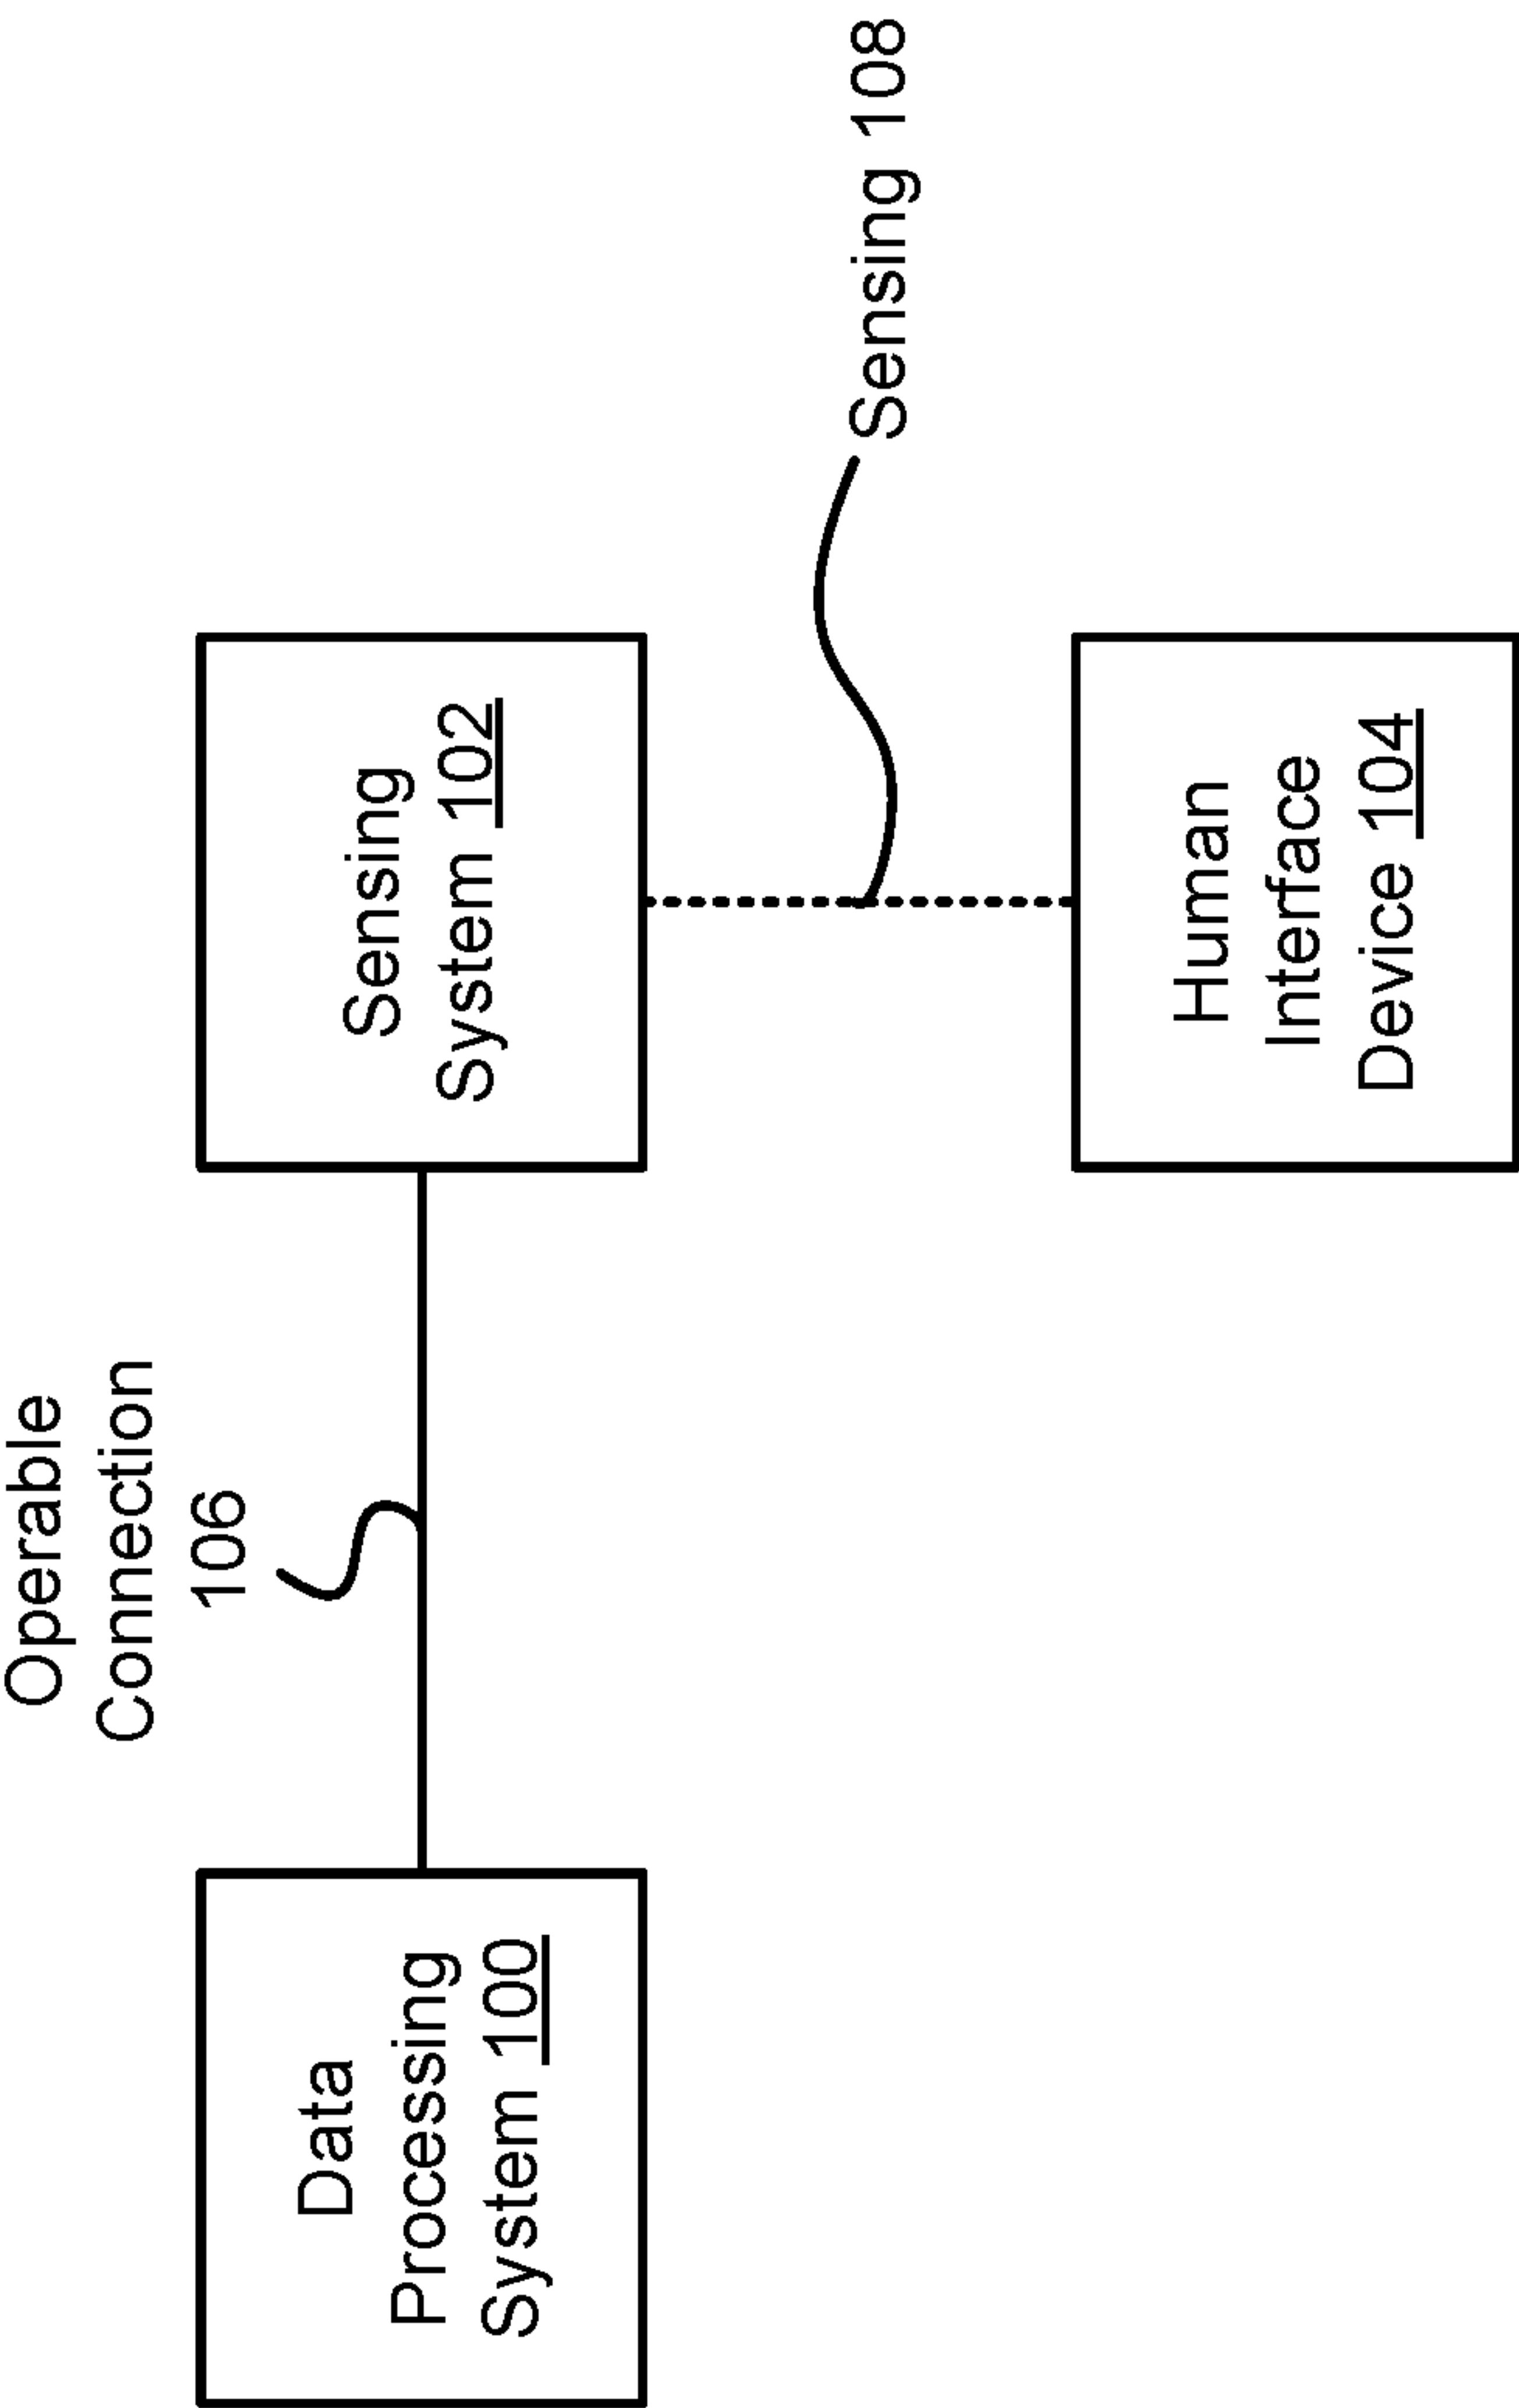 Operable
Connection
106
Data
Processing
System 100
Sensing
System 102
Sensing 108
Human
Interface
Device 104